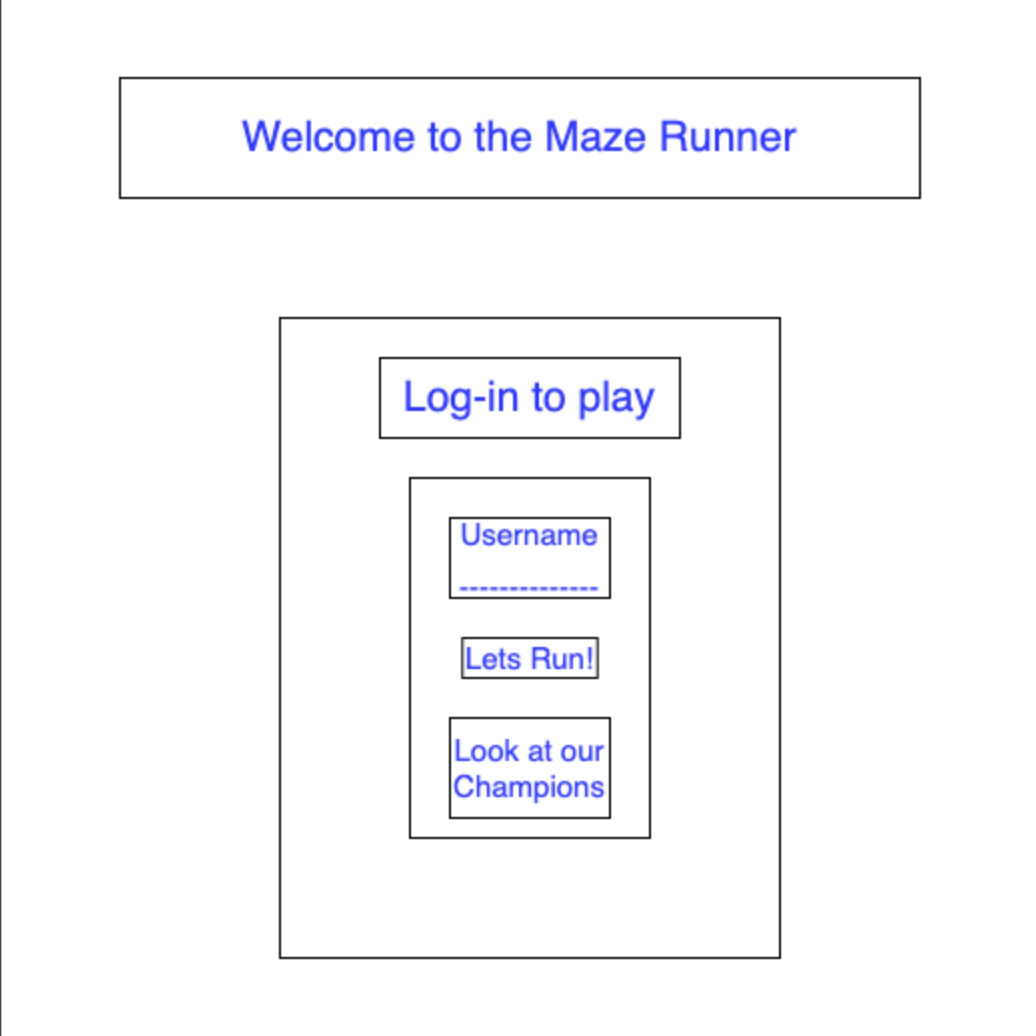 Welcome to the Maze Runner
Log-in to play
Username
--------------
Lets Run!
Look at our
Champions